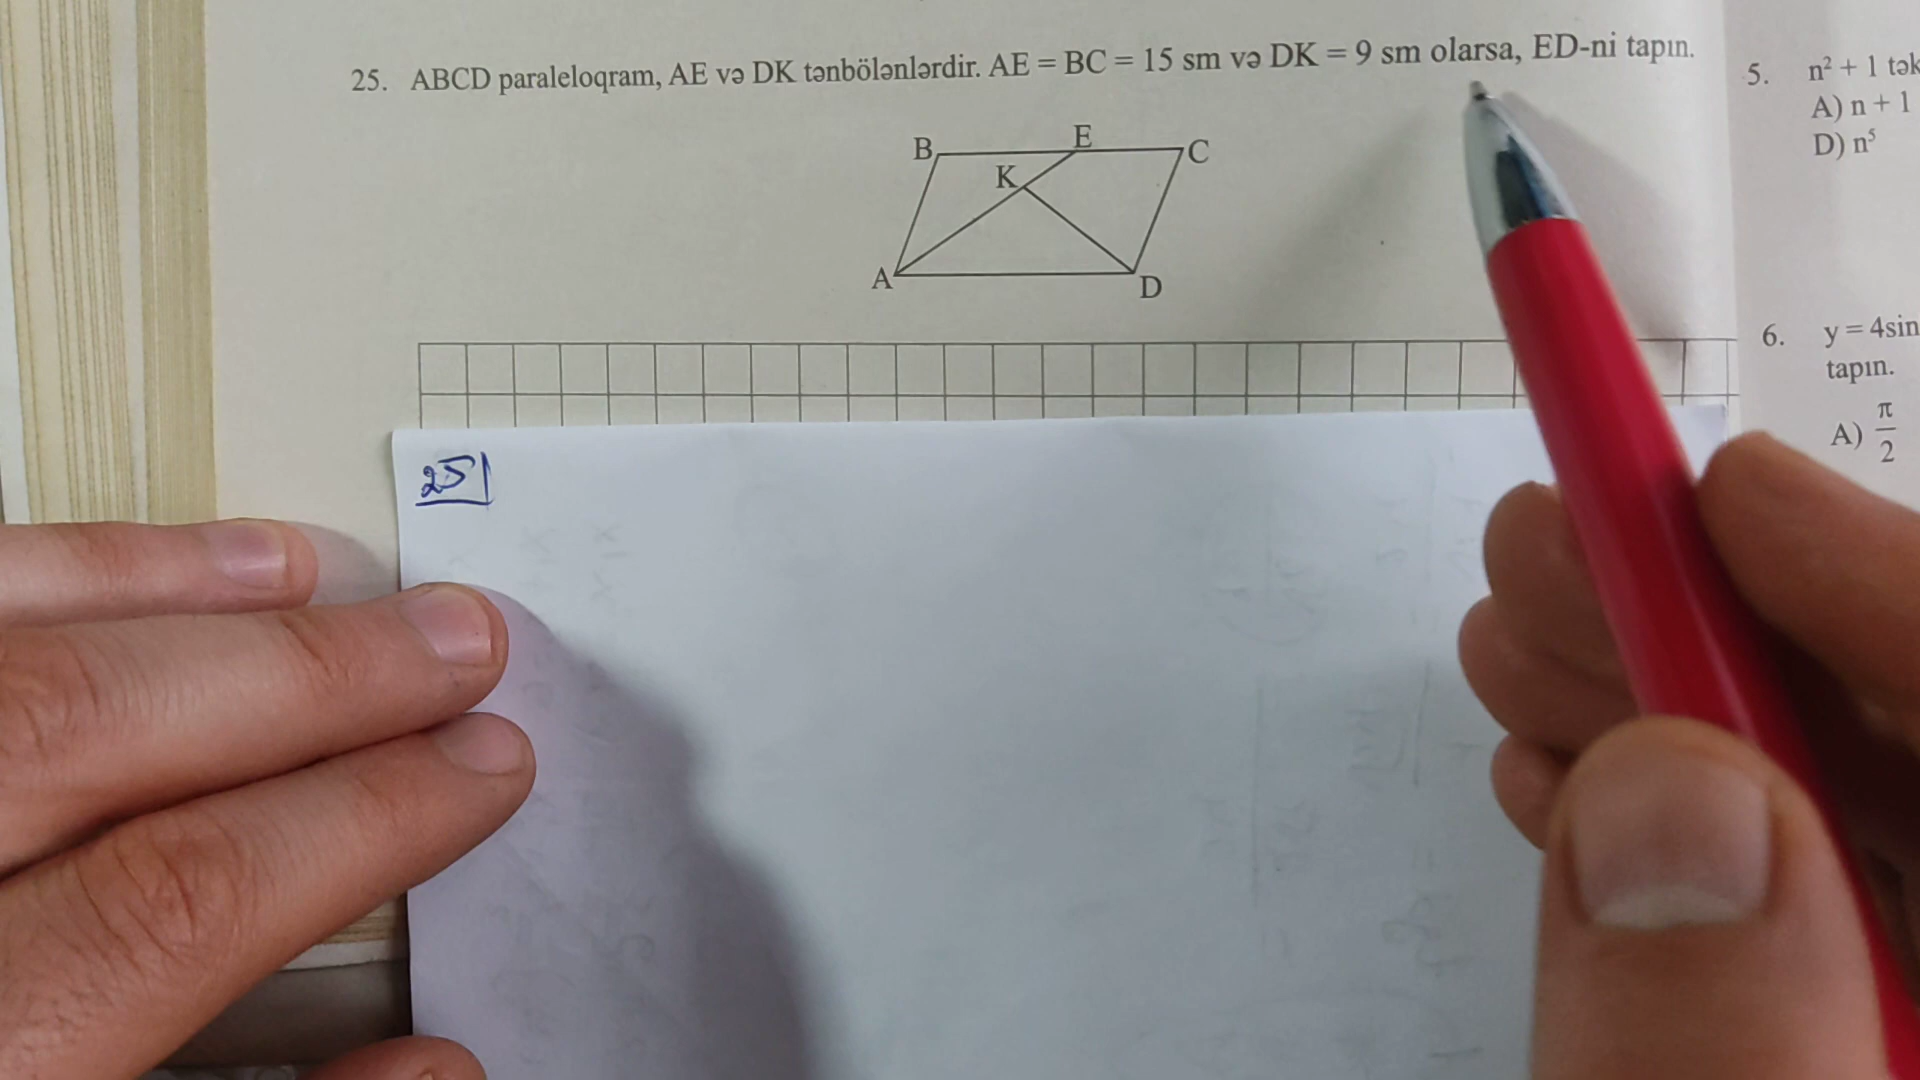 25. ABCD paraleloqram, AE və DK tənbölənlərdir. AE = BC = 15 sm və DK = 9 sm olarsa, ED-ni tapın.
B E C
K
A D
25
5. n² + 1 tək
A) n + 1
D) n⁵
6. y = 4sin
tapın.
A) π/2